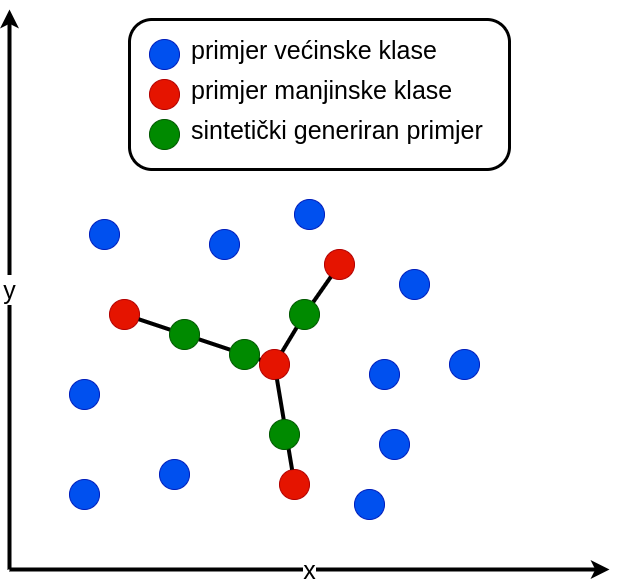 primjer većinske klase
primjer manjinske klase
sintetički generiran primjer
y
x